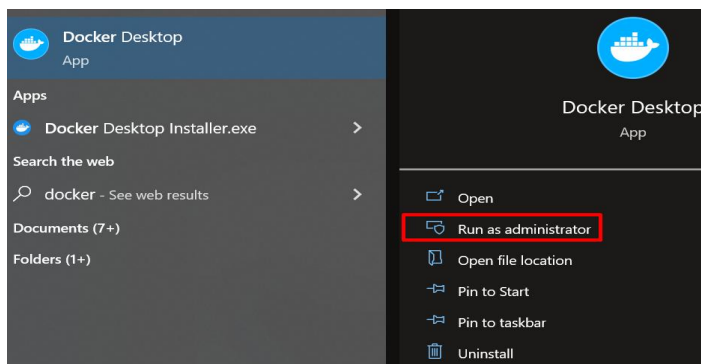 Docker Desktop
App
Apps
Docker Desktop Installer.exe
Search the web
docker - See web results
Documents (7+)
Folders (1+)
Docker Desktop
App
Open
Run as administrator
Open file location
Pin to Start
Pin to taskbar
Uninstall